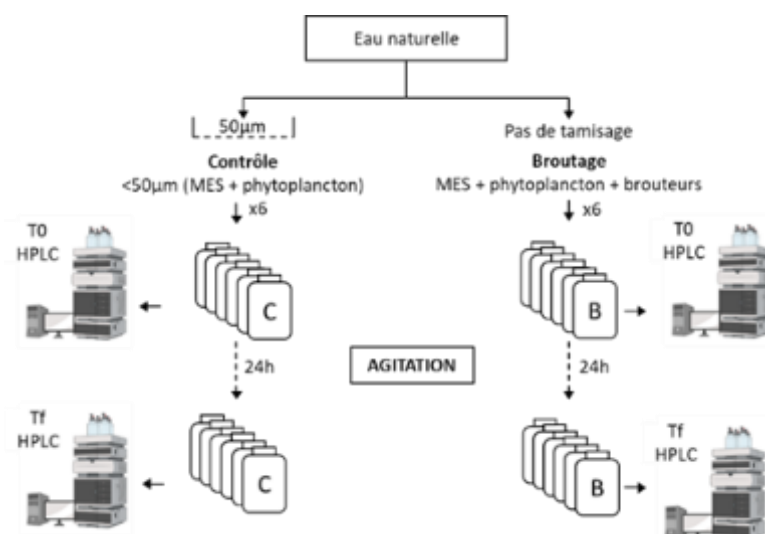 Eau naturelle
50µm
Pas de tamisage
Contrôle
Broutage
<50µm (MES + phytoplancton)
MES + phytoplancton + brouteurs
x6
x6
T0
HPLC
T0
HPLC
C
B
24h
AGITATION
24h
Tf
HPLC
Tf
HPLC
C
B